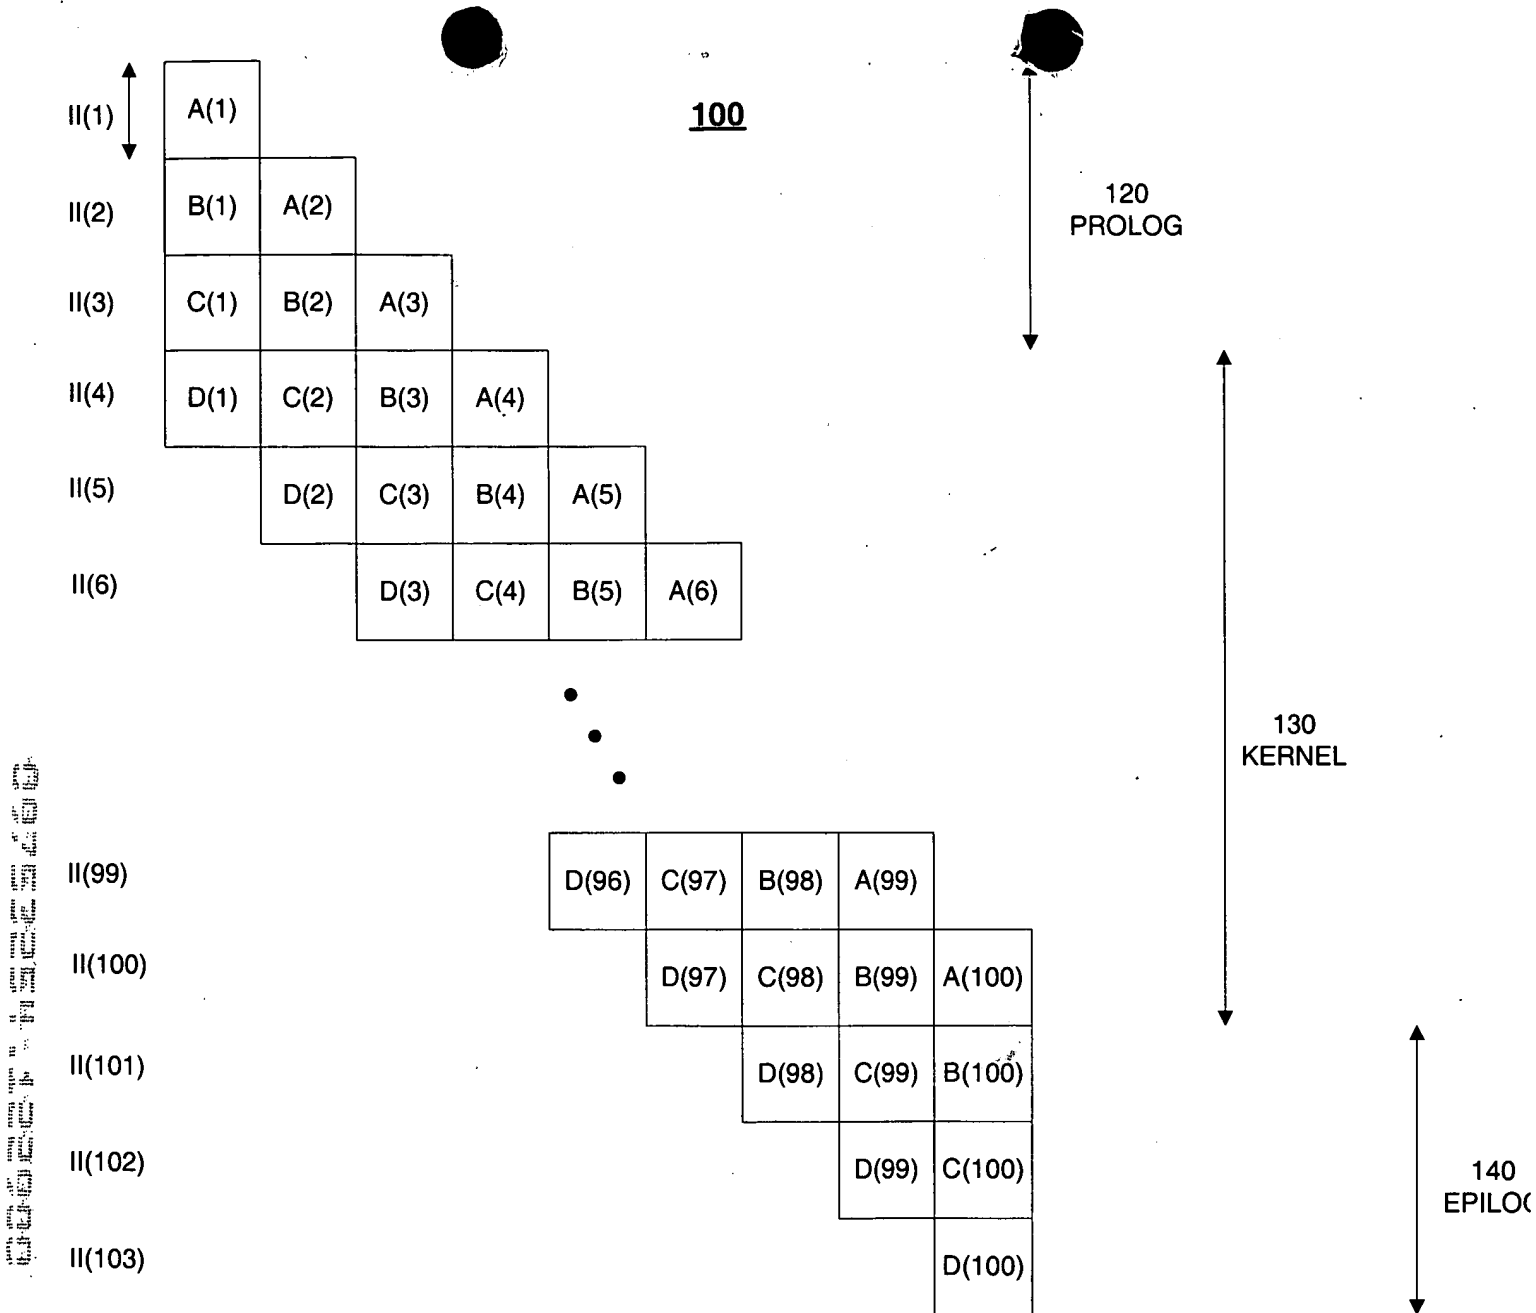 100
II(1) A(1)
120
PROLOG
II(2) B(1) A(2)
II(3) C(1) B(2) A(3)
II(4) D(1) C(2) B(3) A(4)
II(5) D(2) C(3) B(4) A(5)
II(6) D(3) C(4) B(5) A(6)
130
KERNEL
II(99) D(96) C(97) B(98) A(99)
II(100) D(97) C(98) B(99) A(100)
II(101) D(98) C(99) B(100)
II(102) D(99) C(100)
140
EPILO
II(103) D(100)